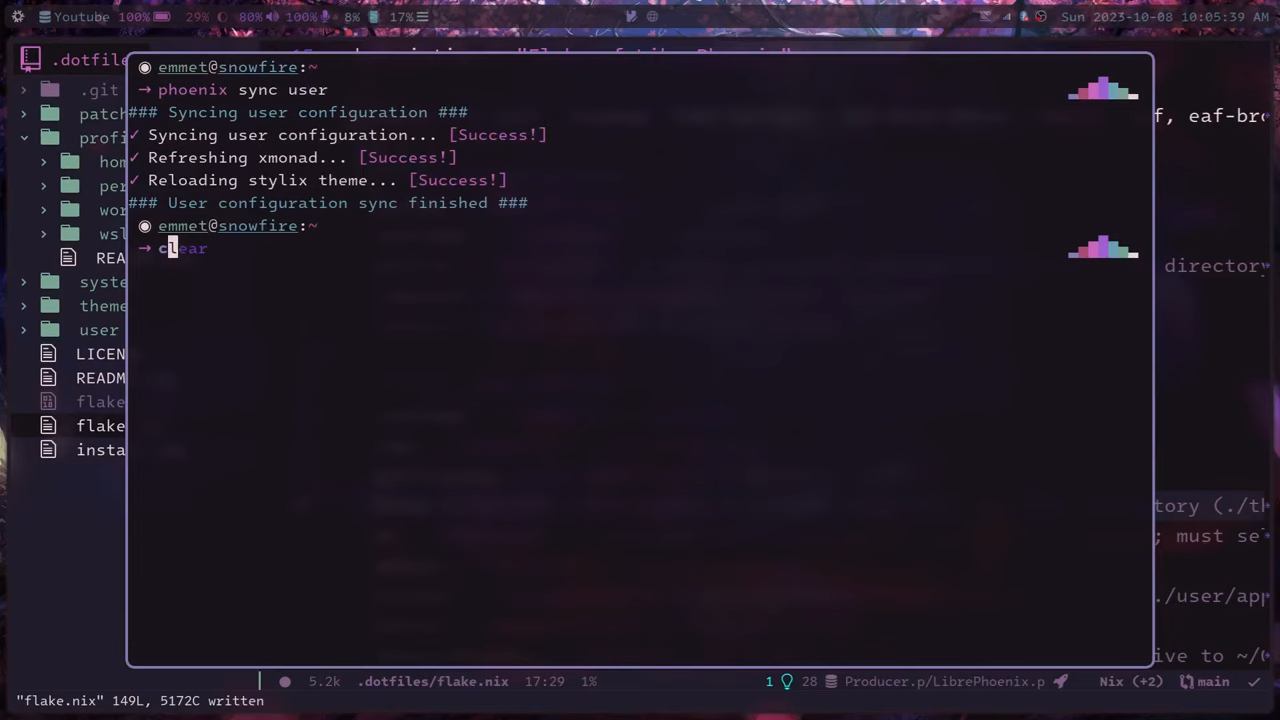 Youtube 100% 29% 80% 100% 8% 17% Sun 2023-10-08 10:05:39 AM
.dotfile
.git
patch
profi
hom
per
wor
wsl
REA
syste
theme
user
LICEN
README
flake
flake
insta
emmet@snowfire:~
→ phoenix sync user
### Syncing user configuration ###
✓ Syncing user configuration... [Success!]
✓ Refreshing xmonad... [Success!]
✓ Reloading stylix theme... [Success!]
### User configuration sync finished ###
emmet@snowfire:~
→ clear
f, eaf-bro
directory
tory (./th
; must sel
./user/app
ive to ~/
5.2k .dotfiles/flake.nix 17:29 1% 1 28 Producer.p/LibrePhoenix.p Nix (+2) main
"flake.nix" 149L, 5172C written